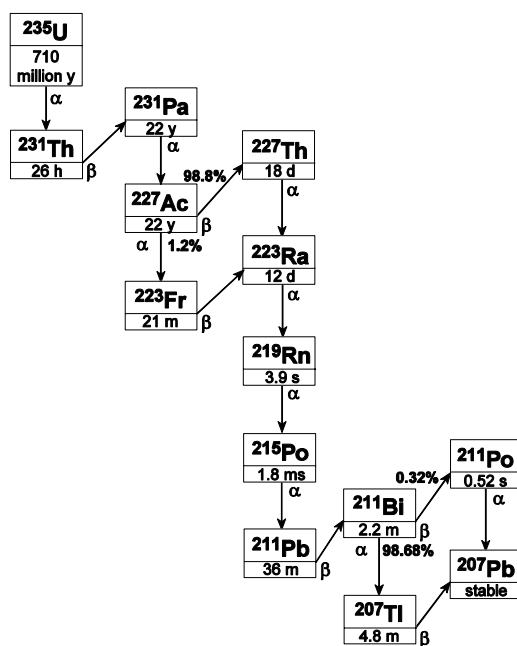 235U
710
million y
α
231Th
26 h
β
231Pa
22 y
α
227Ac
22 y
β
98.8%
α
1.2%
223Fr
21 m
β
227Th
18 d
α
223Ra
12 d
α
219Rn
3.9 s
α
215Po
1.8 ms
α
211Pb
36 m
β
211Bi
2.2 m
β
0.32%
α
98.68%
207Tl
4.8 m
β
211Po
0.52 s
α
207Pb
stable